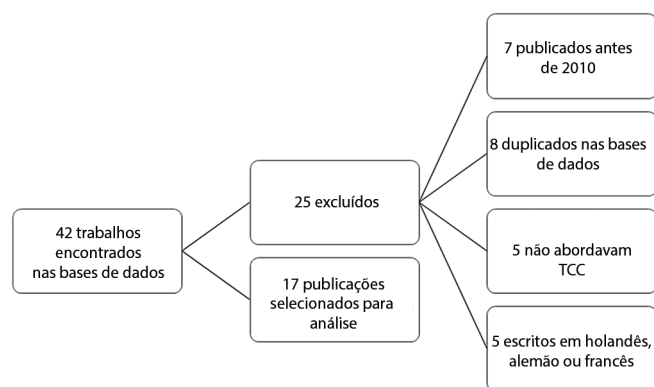 42 trabalhos
encontrados
nas bases de dados
25 excluídos
17 publicações
selecionados para
análise
7 publicados antes
de 2010
8 duplicados nas bases
de dados
5 não abordavam
TCC
5 escritos em holandês,
alemão ou francês